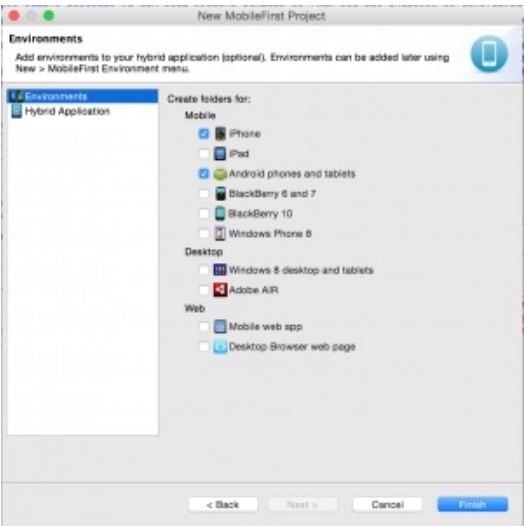 New MobileFirst Project
Environments
Add environments to your hybrid application (optional). Environments can be added later using
New > MobileFirst Environment menu.
Environments
Hybrid Application
Create folders for:
Mobile
iPhone
iPad
Android phones and tablets
BlackBerry 6 and 7
BlackBerry 10
Windows Phone 8
Desktop
Windows 8 desktop and tablets
Adobe AIR
Web
Mobile web app
Desktop Browser web page
< Back
Next >
Cancel
Finish